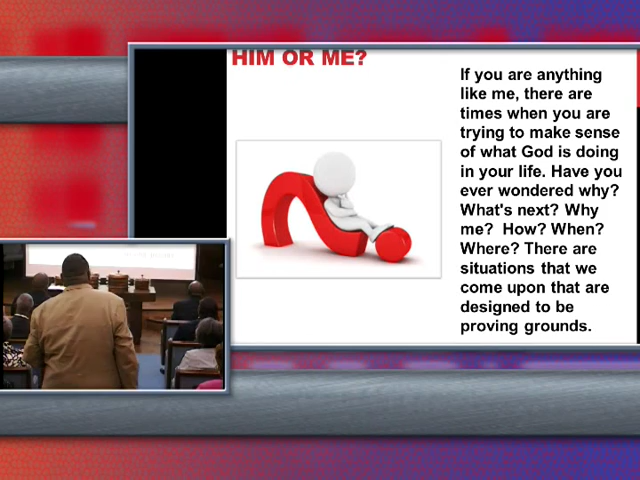 HIM OR ME?
If you are anything
like me, there are
times when you are
trying to make sense
of what God is doing
in your life. Have you
ever wondered why?
What's next? Why
me?  How? When?
Where? There are
situations that we
come upon that are
designed to be
proving grounds.